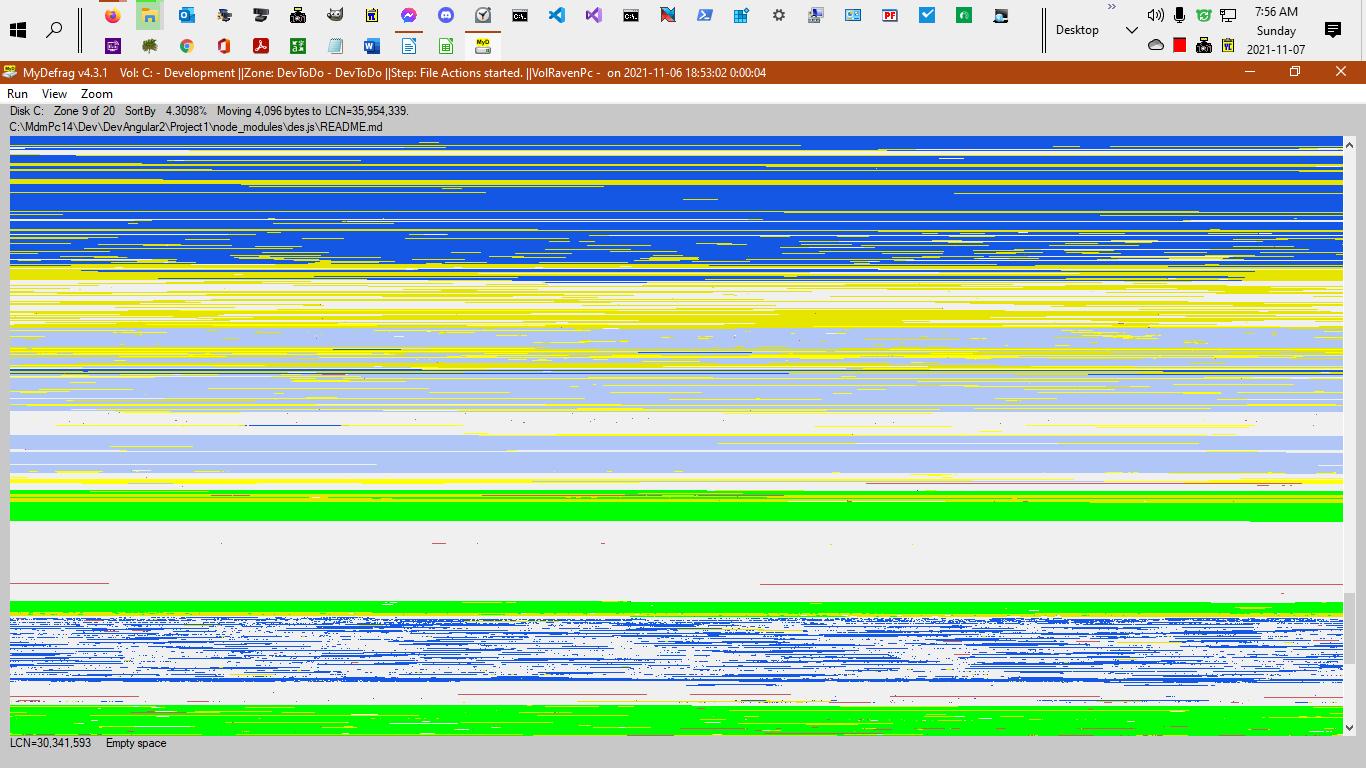 7:56 AM
Desktop
Sunday
2021-11-07
MyDefrag v4.3.1 Vol: C: - Development ||Zone: DevToDo - DevToDo ||Step: File Actions started. ||VolRavenPc - on 2021-11-06 18:53:02 0:00:04
Run View Zoom
Disk C: Zone 9 of 20 SortBy 4.3098% Moving 4,096 bytes to LCN=35,954,339.
C:\MdmPc14\Dev\DevAngular2\Project1\node_modules\des.js\README.md
LCN=30,341,593 Empty space